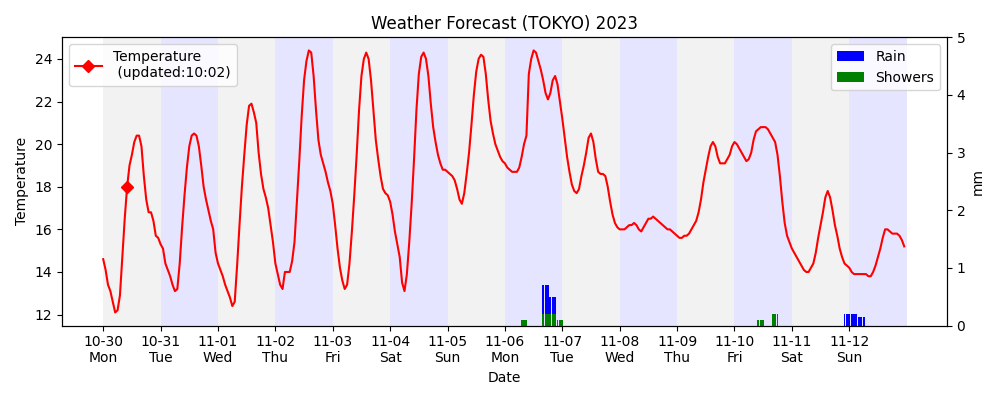 Weather Forecast (TOKYO) 2023
Temperature
(updated:10:02)
Rain
Showers
Temperature
24
22
20
18
16
14
12
5
4
3
2
1
0
mm
10-30 10-31 11-01 11-02 11-03 11-04 11-05 11-06 11-07 11-08 11-09 11-10 11-11 11-12
Mon Tue Wed Thu Fri Sat Sun Mon Tue Wed Thu Fri Sat Sun
Date